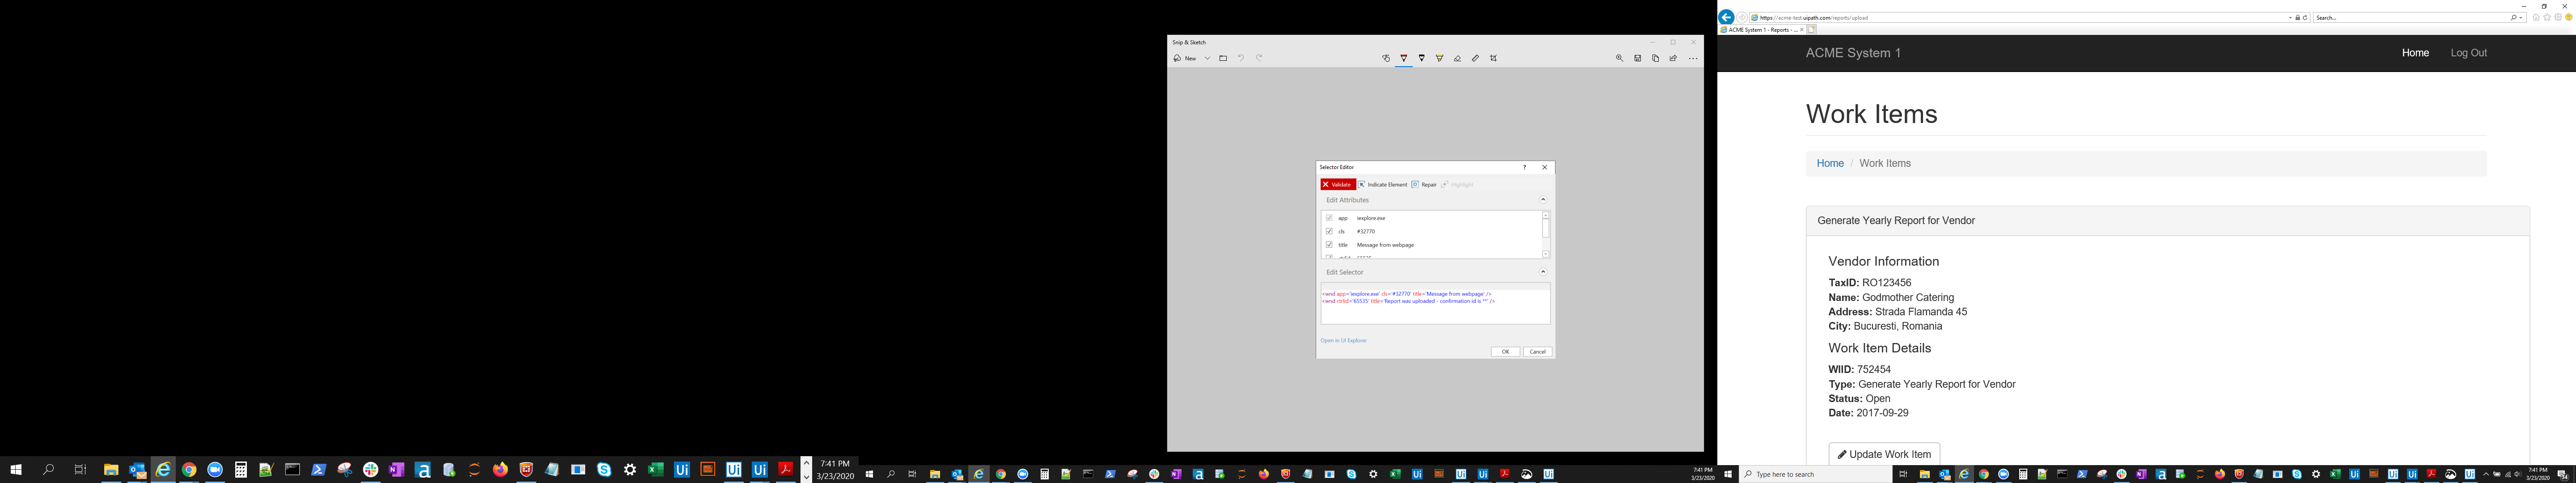 Snip & Sketch
New
Selector Editor
?
Validate
Indicate Element
Repair
Highlight
Edit Attributes
app iexplore.exe
cls #32770
title Message from webpage
Edit Selector
<wnd app='iexplore.exe' cls='#32770' title='Message from webpage' />
<wnd ctrlid='65535' title='Report was uploaded - confirmation id is *' />
Open in UI Explorer
OK
Cancel
https://acme-test.uipath.com/reports/upload
Search...
ACME System 1 - Reports - ...
ACME System 1
Home
Log Out
Work Items
Home / Work Items
Generate Yearly Report for Vendor
Vendor Information
TaxID: RO123456
Name: Godmother Catering
Address: Strada Flamanda 45
City: Bucuresti, Romania
Work Item Details
WIID: 752454
Type: Generate Yearly Report for Vendor
Status: Open
Date: 2017-09-29
Update Work Item
7:41 PM
3/23/2020
7:41 PM
3/23/2020
Type here to search
7:41 PM
3/23/2020